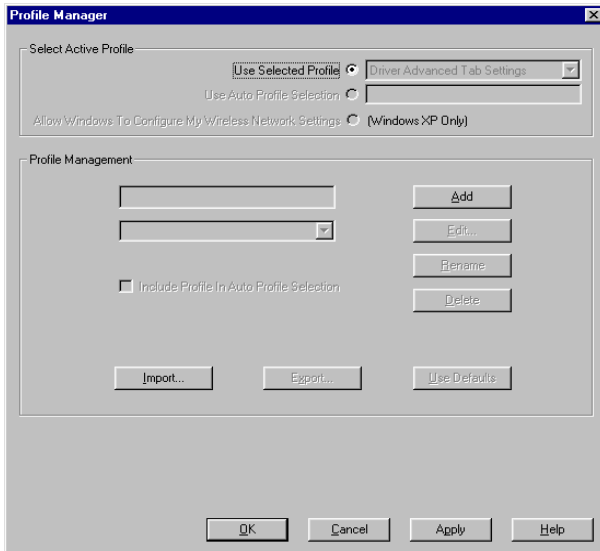 Profile Manager
Select Active Profile
Use Selected Profile Driver Advanced Tab Settings
Use Auto Profile Selection
Allow Windows To Configure My Wireless Network Settings (Windows XP Only)
Profile Management
Add
Edit...
Rename
Include Profile In Auto Profile Selection
Delete
Import... Export... Use Defaults
OK Cancel Apply Help